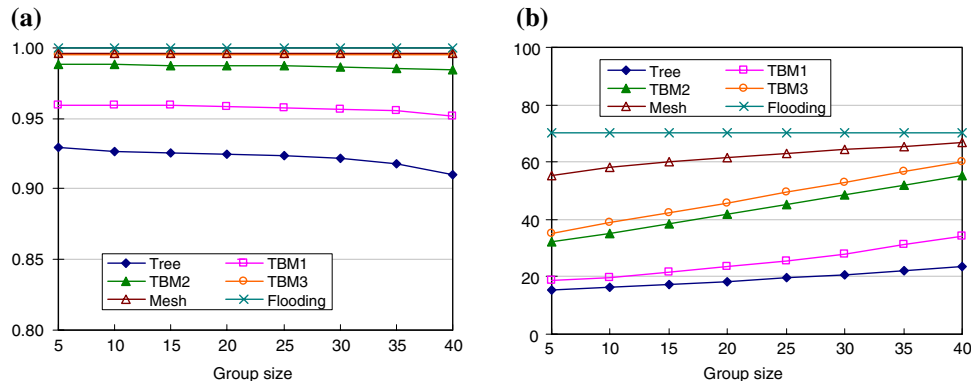 (a)
1.00
0.95
0.90
0.85
0.80
Tree TBM1
TBM2 TBM3
Mesh Flooding
5 10 15 20 25 30 35 40
Group size
(b)
100
80
60
40
20
0
Tree TBM1
TBM2 TBM3
Mesh Flooding
5 10 15 20 25 30 35 40
Group size